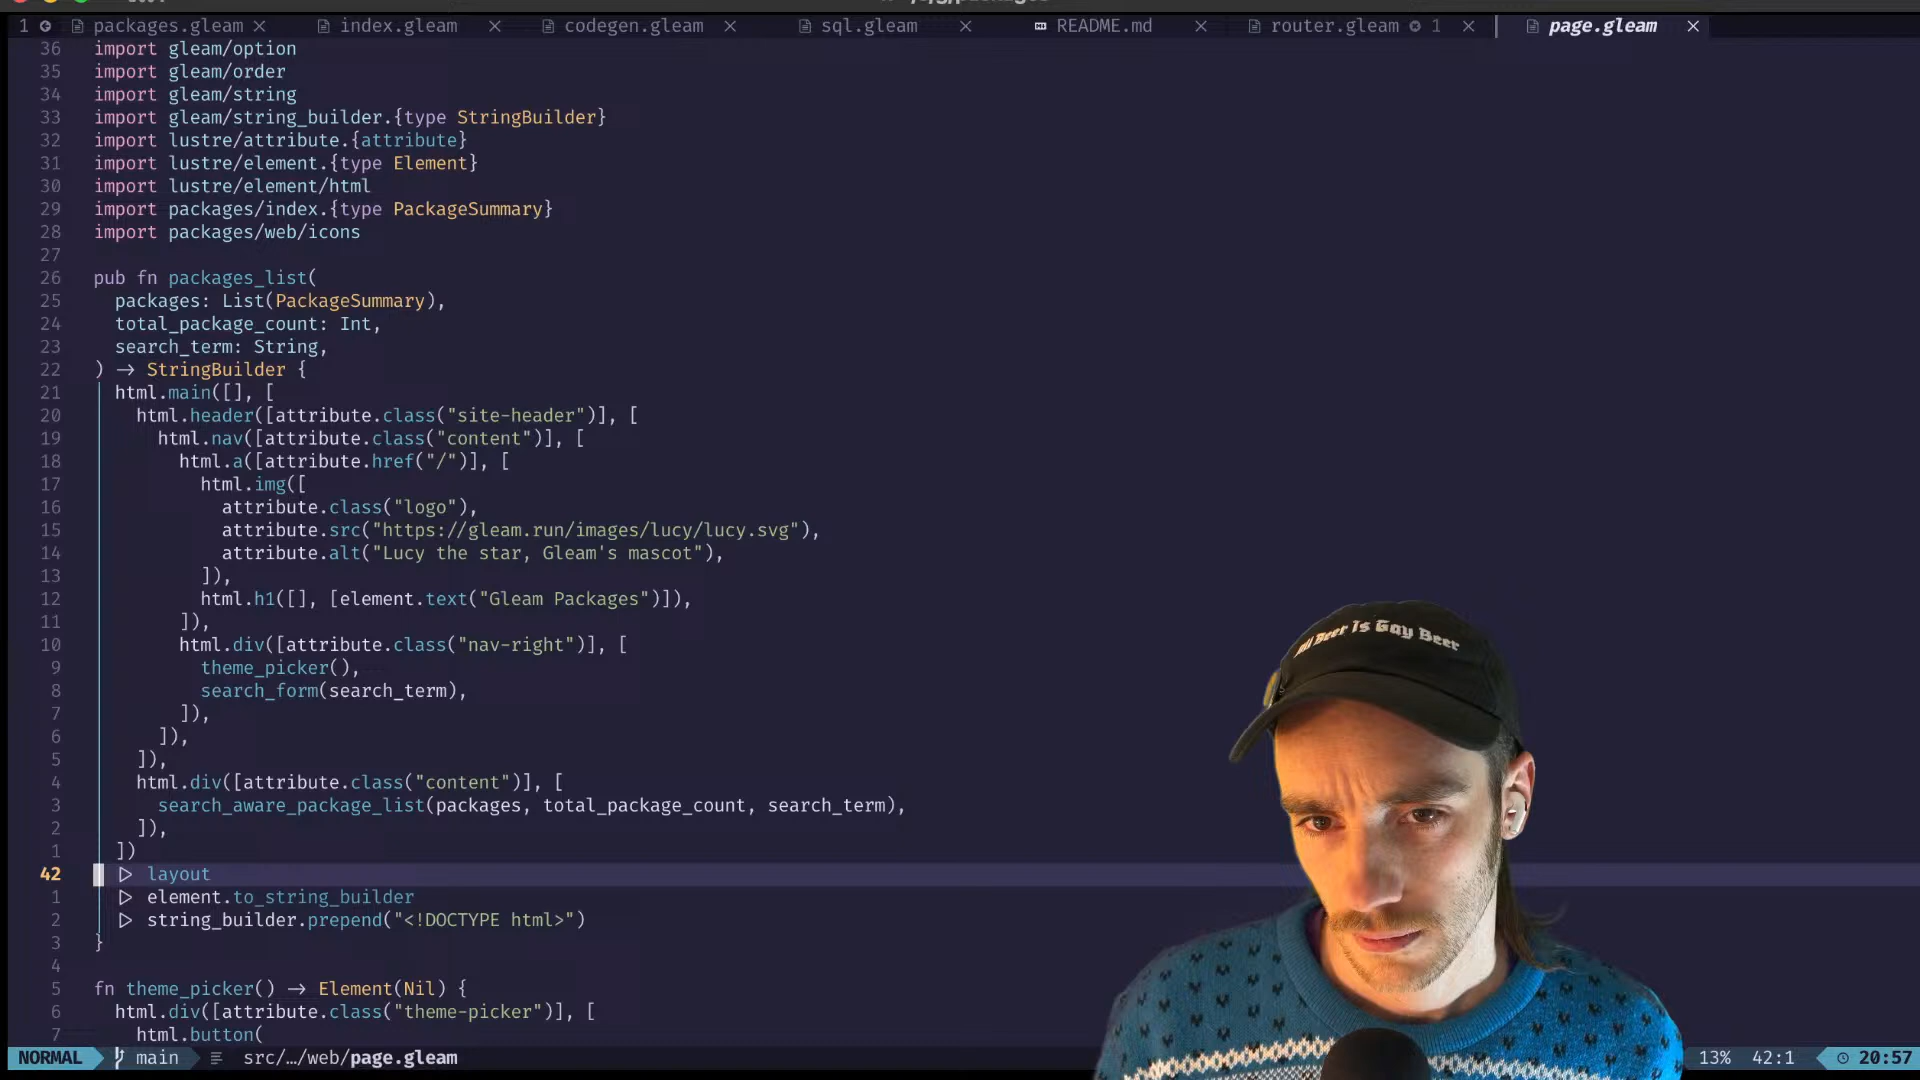 1 packages.gleam index.gleam codegen.gleam sql.gleam README.md router.gleam 1 page.gleam
36 import gleam/option
35 import gleam/order
34 import gleam/string
33 import gleam/string_builder.{type StringBuilder}
32 import lustre/attribute.{attribute}
31 import lustre/element.{type Element}
30 import lustre/element/html
29 import packages/index.{type PackageSummary}
28 import packages/web/icons
27
26 pub fn packages_list(
25 packages: List(PackageSummary),
24 total_package_count: Int,
23 search_term: String,
22 ) -> StringBuilder {
21 html.main([], [
20 html.header([attribute.class("site-header")], [
19 html.nav([attribute.class("content")], [
18 html.a([attribute.href("/")], [
17 html.img([
16 attribute.class("logo"),
15 attribute.src("https://gleam.run/images/lucy/lucy.svg"),
14 attribute.alt("Lucy the star, Gleam's mascot"),
13 ]),
12 html.h1([], [element.text("Gleam Packages")]),
11 ]),
10 html.div([attribute.class("nav-right")], [
9 theme_picker(),
8 search_form(search_term),
7 ]),
6 ]),
5 ]),
4 html.div([attribute.class("content")], [
3 search_aware_package_list(packages, total_package_count, search_term),
2 ]),
1 ])
42 |> layout
1 |> element.to_string_builder
2 |> string_builder.prepend("<!DOCTYPE html>")
3 }
4
5 fn theme_picker() -> Element(Nil) {
6 html.div([attribute.class("theme-picker")], [
7 html.button(
NORMAL main src/…/web/page.gleam 13% 42:1 20:57
Beer is Gay Beer